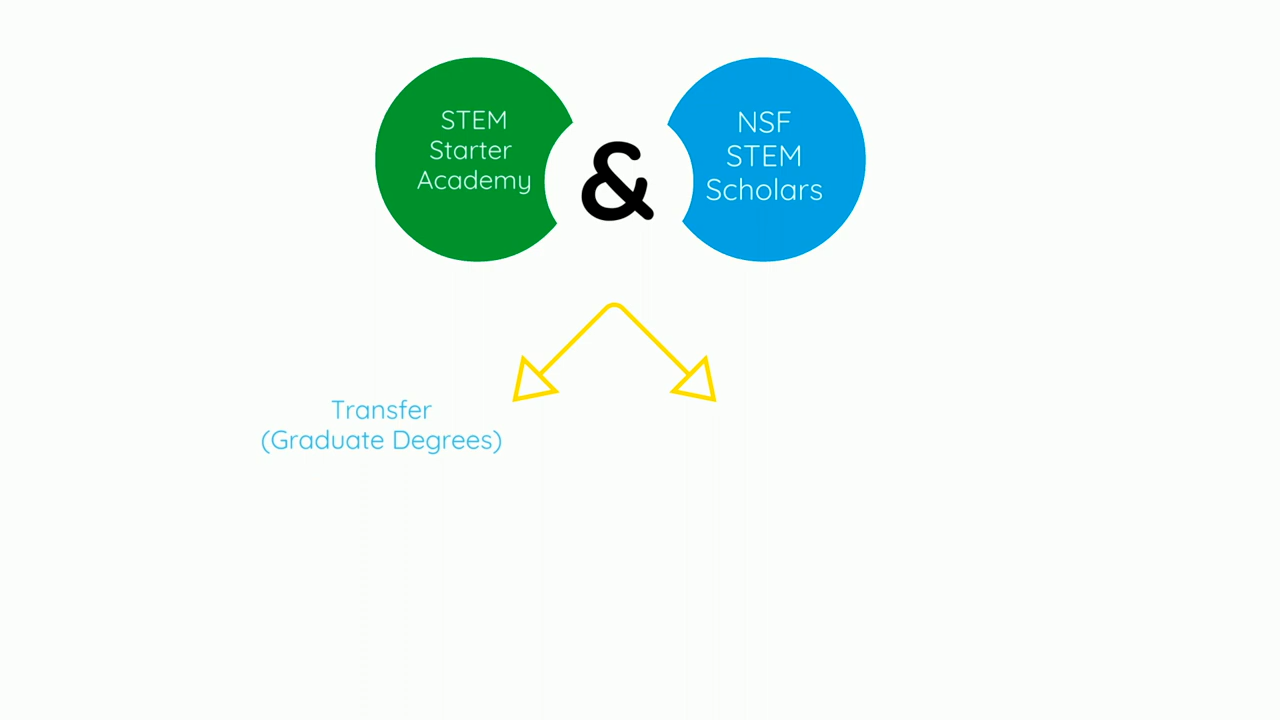 STEM
Starter
Academy
&
NSF
STEM
Scholars
Transfer
(Graduate Degrees)